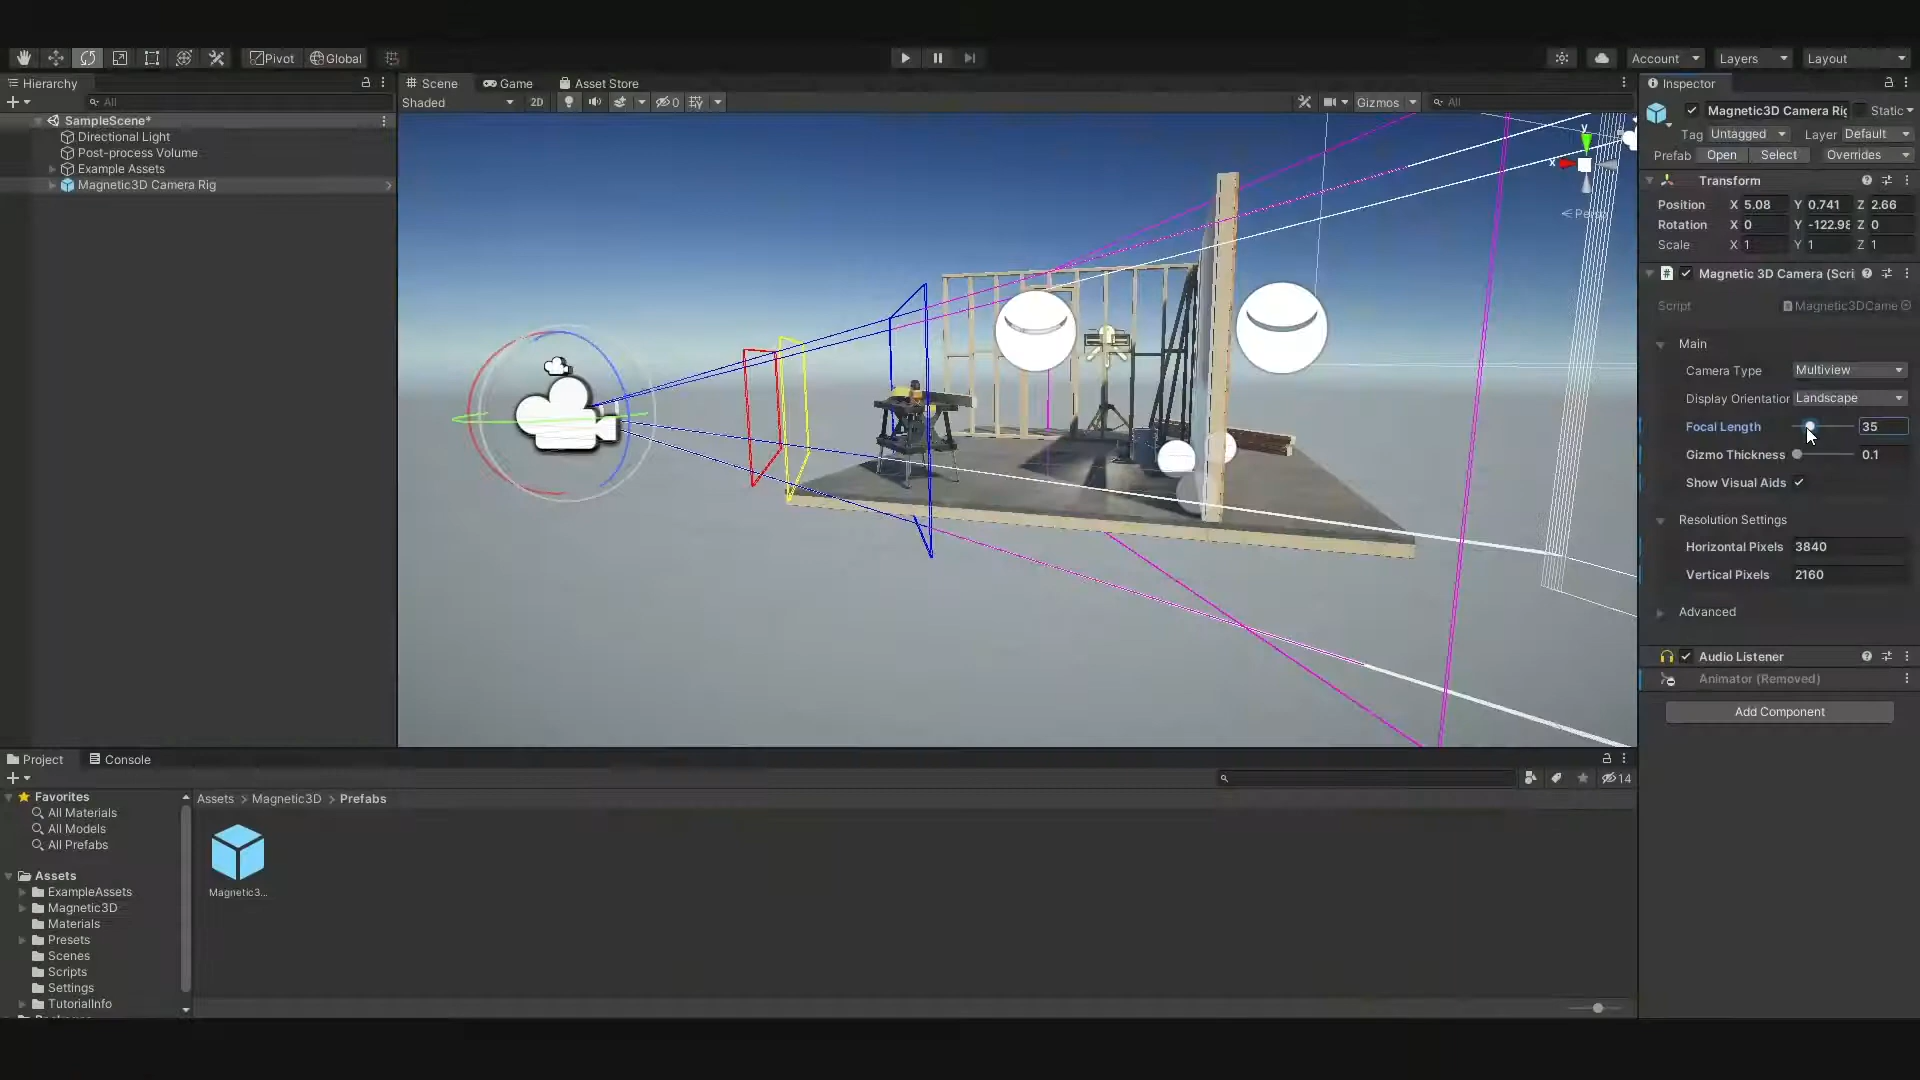 Pivot Global
Account Layers Layout
Hierarchy
All
SampleScene*
Directional Light
Post-process Volume
Example Assets
Magnetic3D Camera Rig
Scene Game Asset Store
Shaded 2D 0 Gizmos All
y
x
Persp
Inspector
Magnetic3D Camera Rig Static
Tag Untagged Layer Default
Prefab Open Select Overrides
Transform
Position X 5.08 Y 0.741 Z 2.66
Rotation X 0 Y -122.98 Z 0
Scale X 1 Y 1 Z 1
# Magnetic 3D Camera (Scri
Script Magnetic3DCame
Main
Camera Type Multiview
Display Orientation Landscape
Focal Length 35
Gizmo Thickness 0.1
Show Visual Aids
Resolution Settings
Horizontal Pixels 3840
Vertical Pixels 2160
Advanced
Audio Listener
Animator (Removed)
Add Component
Project Console
14
Favorites
All Materials
All Models
All Prefabs
Assets
ExampleAssets
Magnetic3D
Materials
Presets
Scenes
Scripts
Settings
TutorialInfo
Assets > Magnetic3D > Prefabs
Magnetic3...